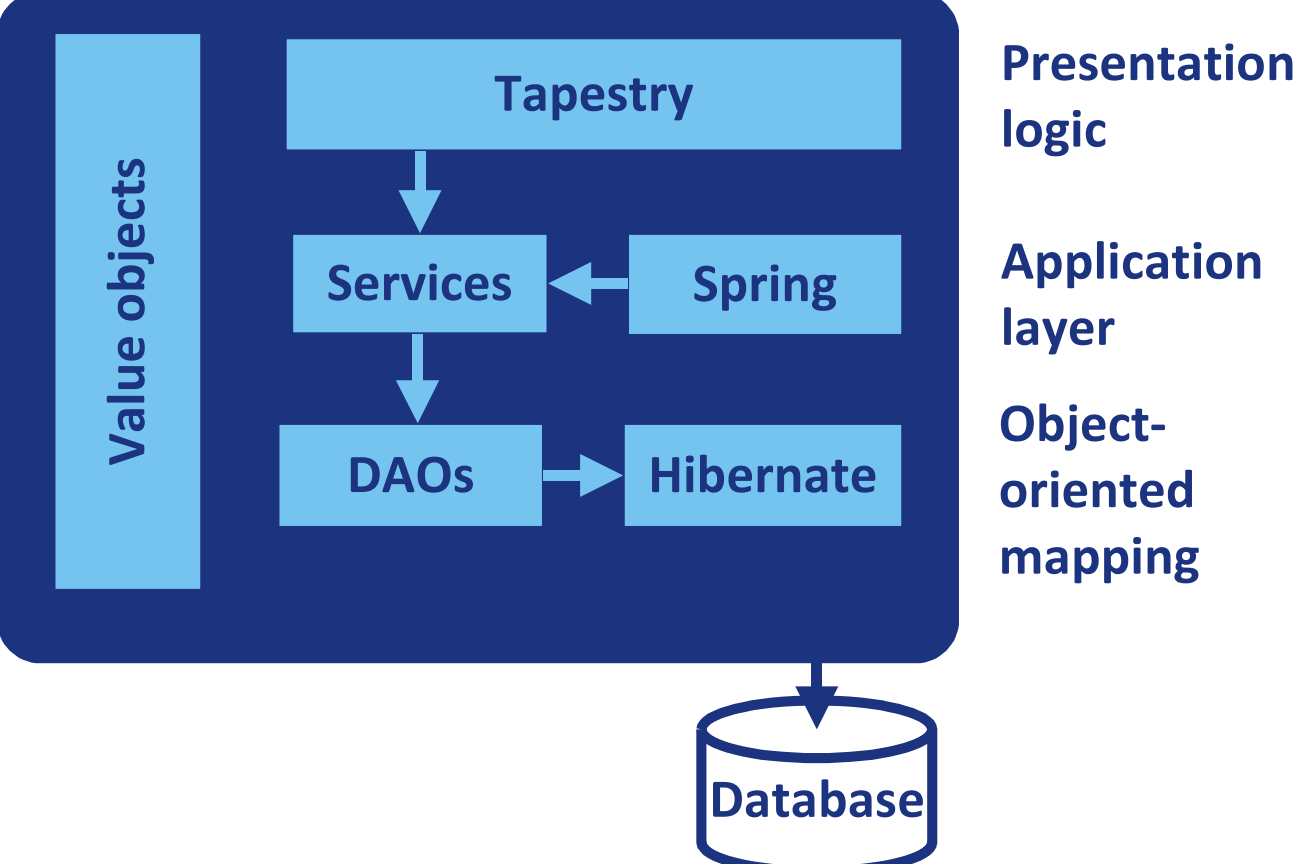 Value objects
Tapestry
Presentation
logic
Services
Spring
Application
layer
DAOs
Hibernate
Object-
oriented
mapping
Database